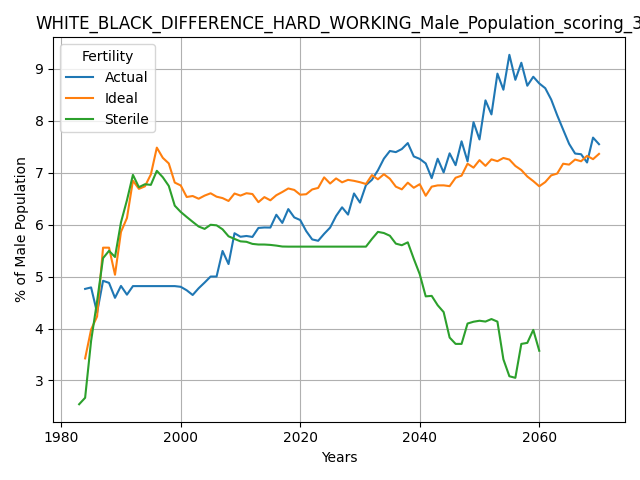 WHITE_BLACK_DIFFERENCE_HARD_WORKING_Male_Population_scoring_3
Fertility
Actual
Ideal
Sterile
% of Male Population
9
8
7
6
5
4
3
1980 2000 2020 2040 2060
Years